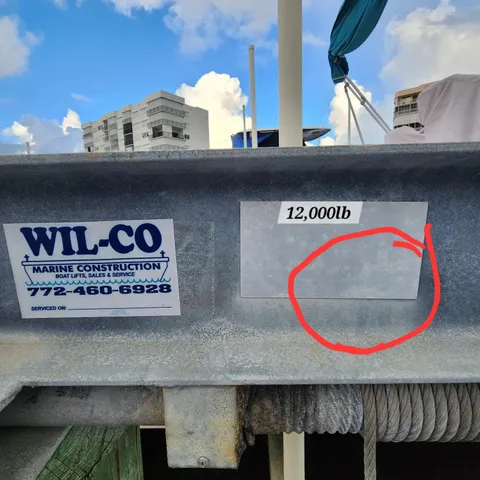 WIL-CO
MARINE CONSTRUCTION
BOAT LIFTS, SALES & SERVICE
772-460-6928
SERVICED ON:
12,000lb